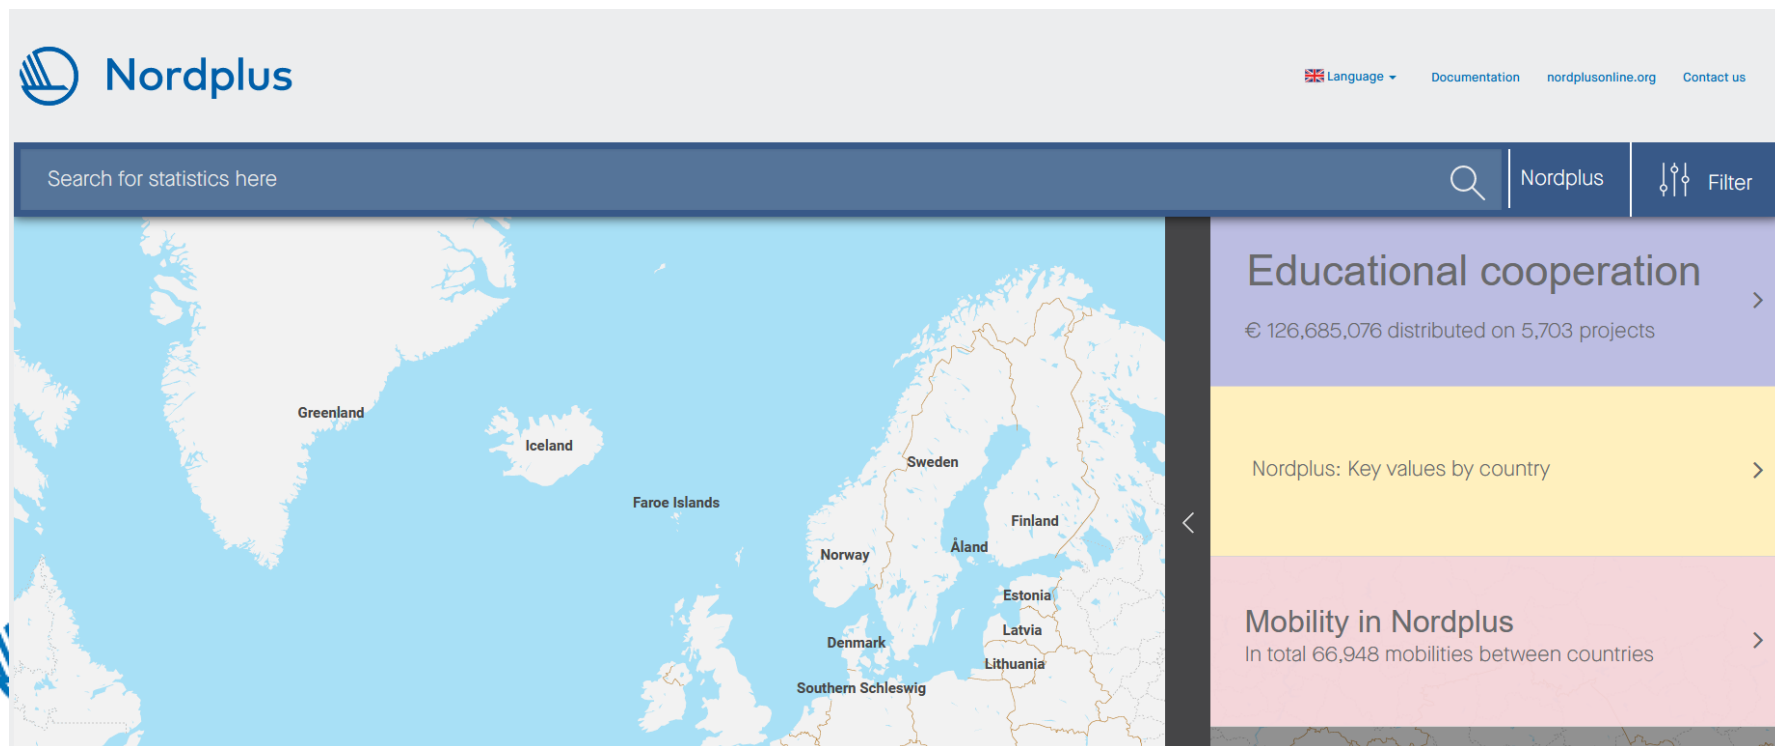 Nordplus
Language
Documentation
nordplusonline.org
Contact us
Search for statistics here
Nordplus
Filter
Educational cooperation
€ 126,685,076 distributed on 5,703 projects
Nordplus: Key values by country
Mobility in Nordplus
In total 66,948 mobilities between countries
Greenland
Iceland
Faroe Islands
Sweden
Finland
Åland
Norway
Estonia
Latvia
Denmark
Lithuania
Southern Schleswig